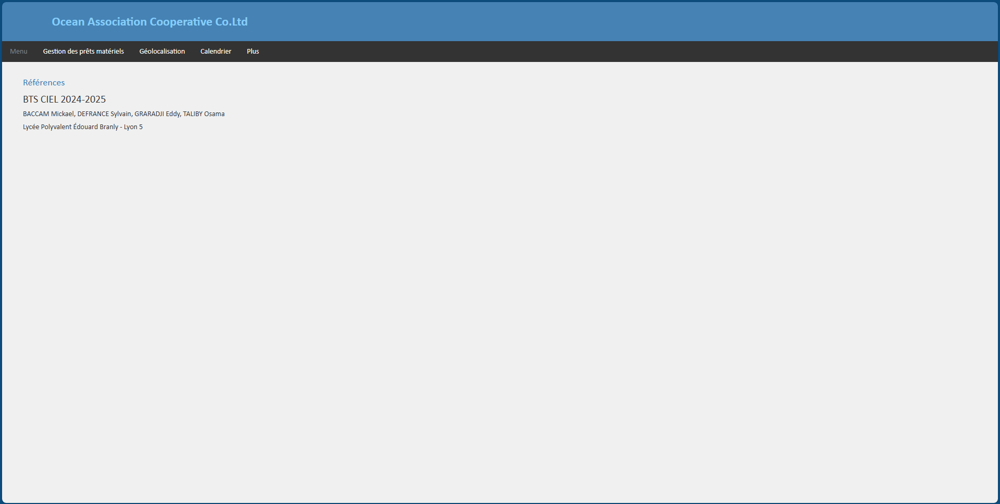 Ocean Association Cooperative Co.Ltd
Menu Gestion des prêts matériels Géolocalisation Calendrier Plus
Références
BTS CIEL 2024-2025
BACCAM Mickael, DEFRANCE Sylvain, GRARADJI Eddy, TALIBY Osama
Lycée Polyvalent Édouard Branly - Lyon 5